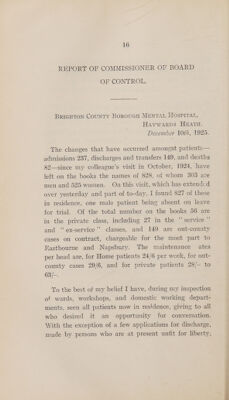 16
REPORT OF COMMISSIONER OF BOARD
OF CONTROL.
Brighton County Borough Mental Hospital,
Haywards Heath.
December 10th, 1925.
The changes that have occurred amongst patients—
admissions 237, discharges and transfers 149, and deaths
82—since my colleague's visit in October, 1924, have
left on the books the names of 828, of whom 303 are
men and 525 women. On this visit, which has extend d
over yesterday and part of to-day, I found 827 of these
in residence, one male patient being absent on leave
for trial. Of the total number on the books 56 are
in the private class, including 27 in the "service"
and "ex-service" classes, and 149 are out-county
cases on contract, chargeable for the most part to
Eastbourne and Napsbury. The maintenance ates
per head are, for Home patients 24/6 per week, for out-
county cases 29/6, and for private patients 28/- to
63/-.
To the best of my belief I have, during my inspection
of wards, workshops, and domestic working depart-
ments, seen all patients now in residence, giving to all
who desired it an opportunity for conversation.
With the exception of a few applications for discharge,
made by persons who are at present unfit for liberty,